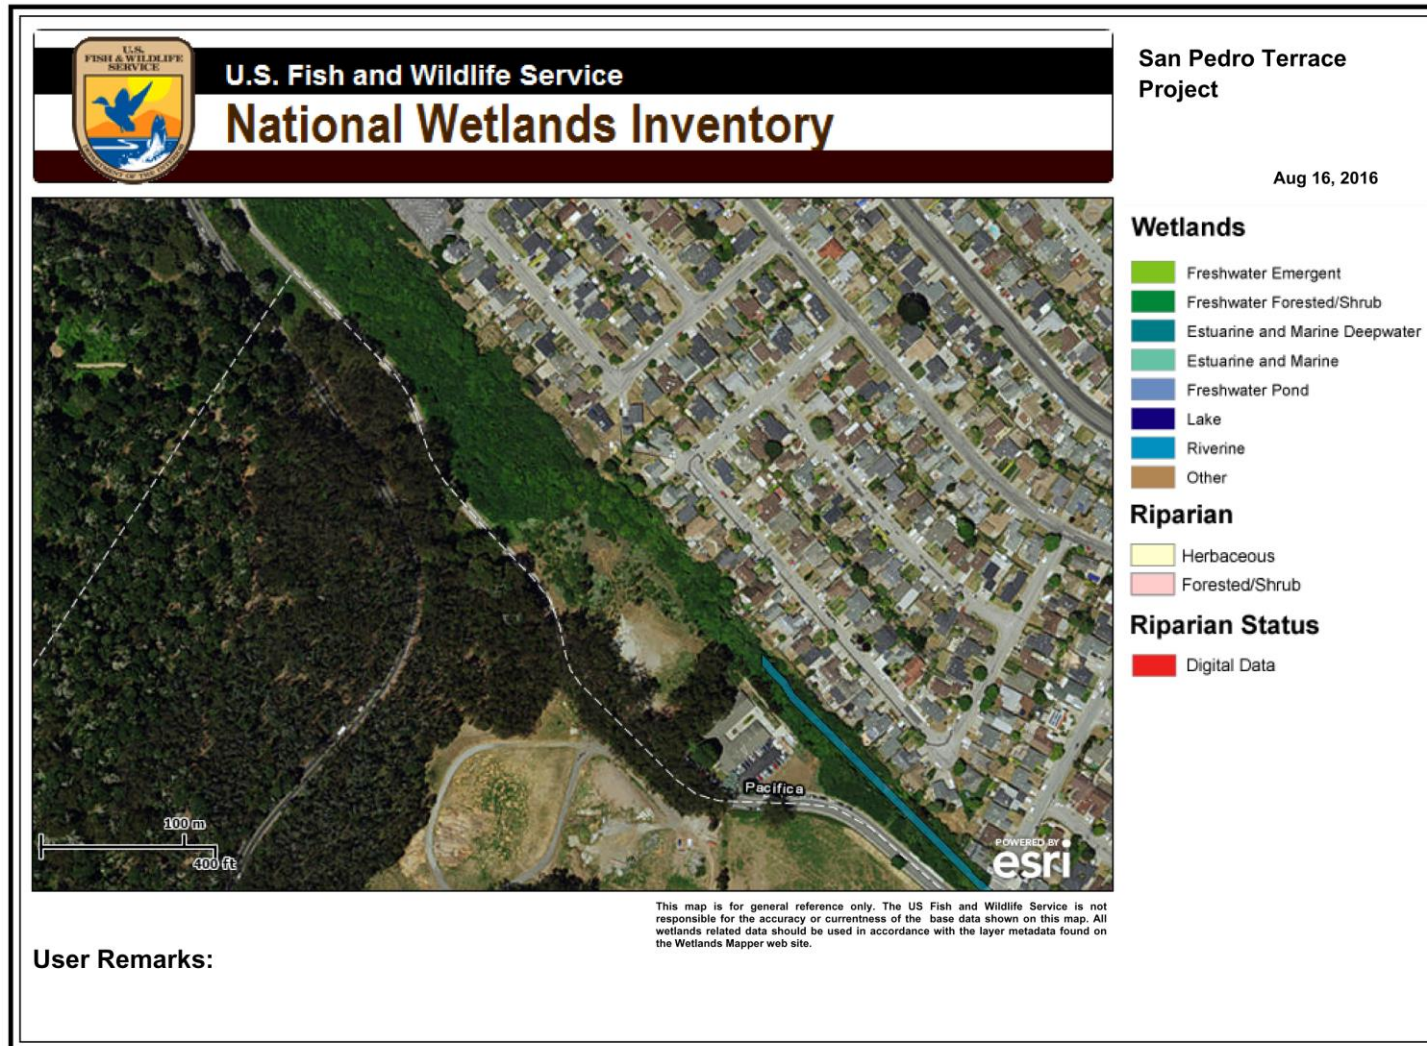 U.S.
FISH & WILDLIFE
SERVICE
DEPARTMENT OF THE INTERIOR
U.S. Fish and Wildlife Service
National Wetlands Inventory
San Pedro Terrace
Project
Aug 16, 2016
Wetlands
Freshwater Emergent
Freshwater Forested/Shrub
Estuarine and Marine Deepwater
Estuarine and Marine
Freshwater Pond
Lake
Riverine
Other
Riparian
Herbaceous
Forested/Shrub
Riparian Status
Digital Data
Pacifica
100 m
400 ft
POWERED BY
esri
This map is for general reference only. The US Fish and Wildlife Service is not
responsible for the accuracy or currentness of the base data shown on this map. All
wetlands related data should be used in accordance with the layer metadata found on
the Wetlands Mapper web site.
User Remarks: